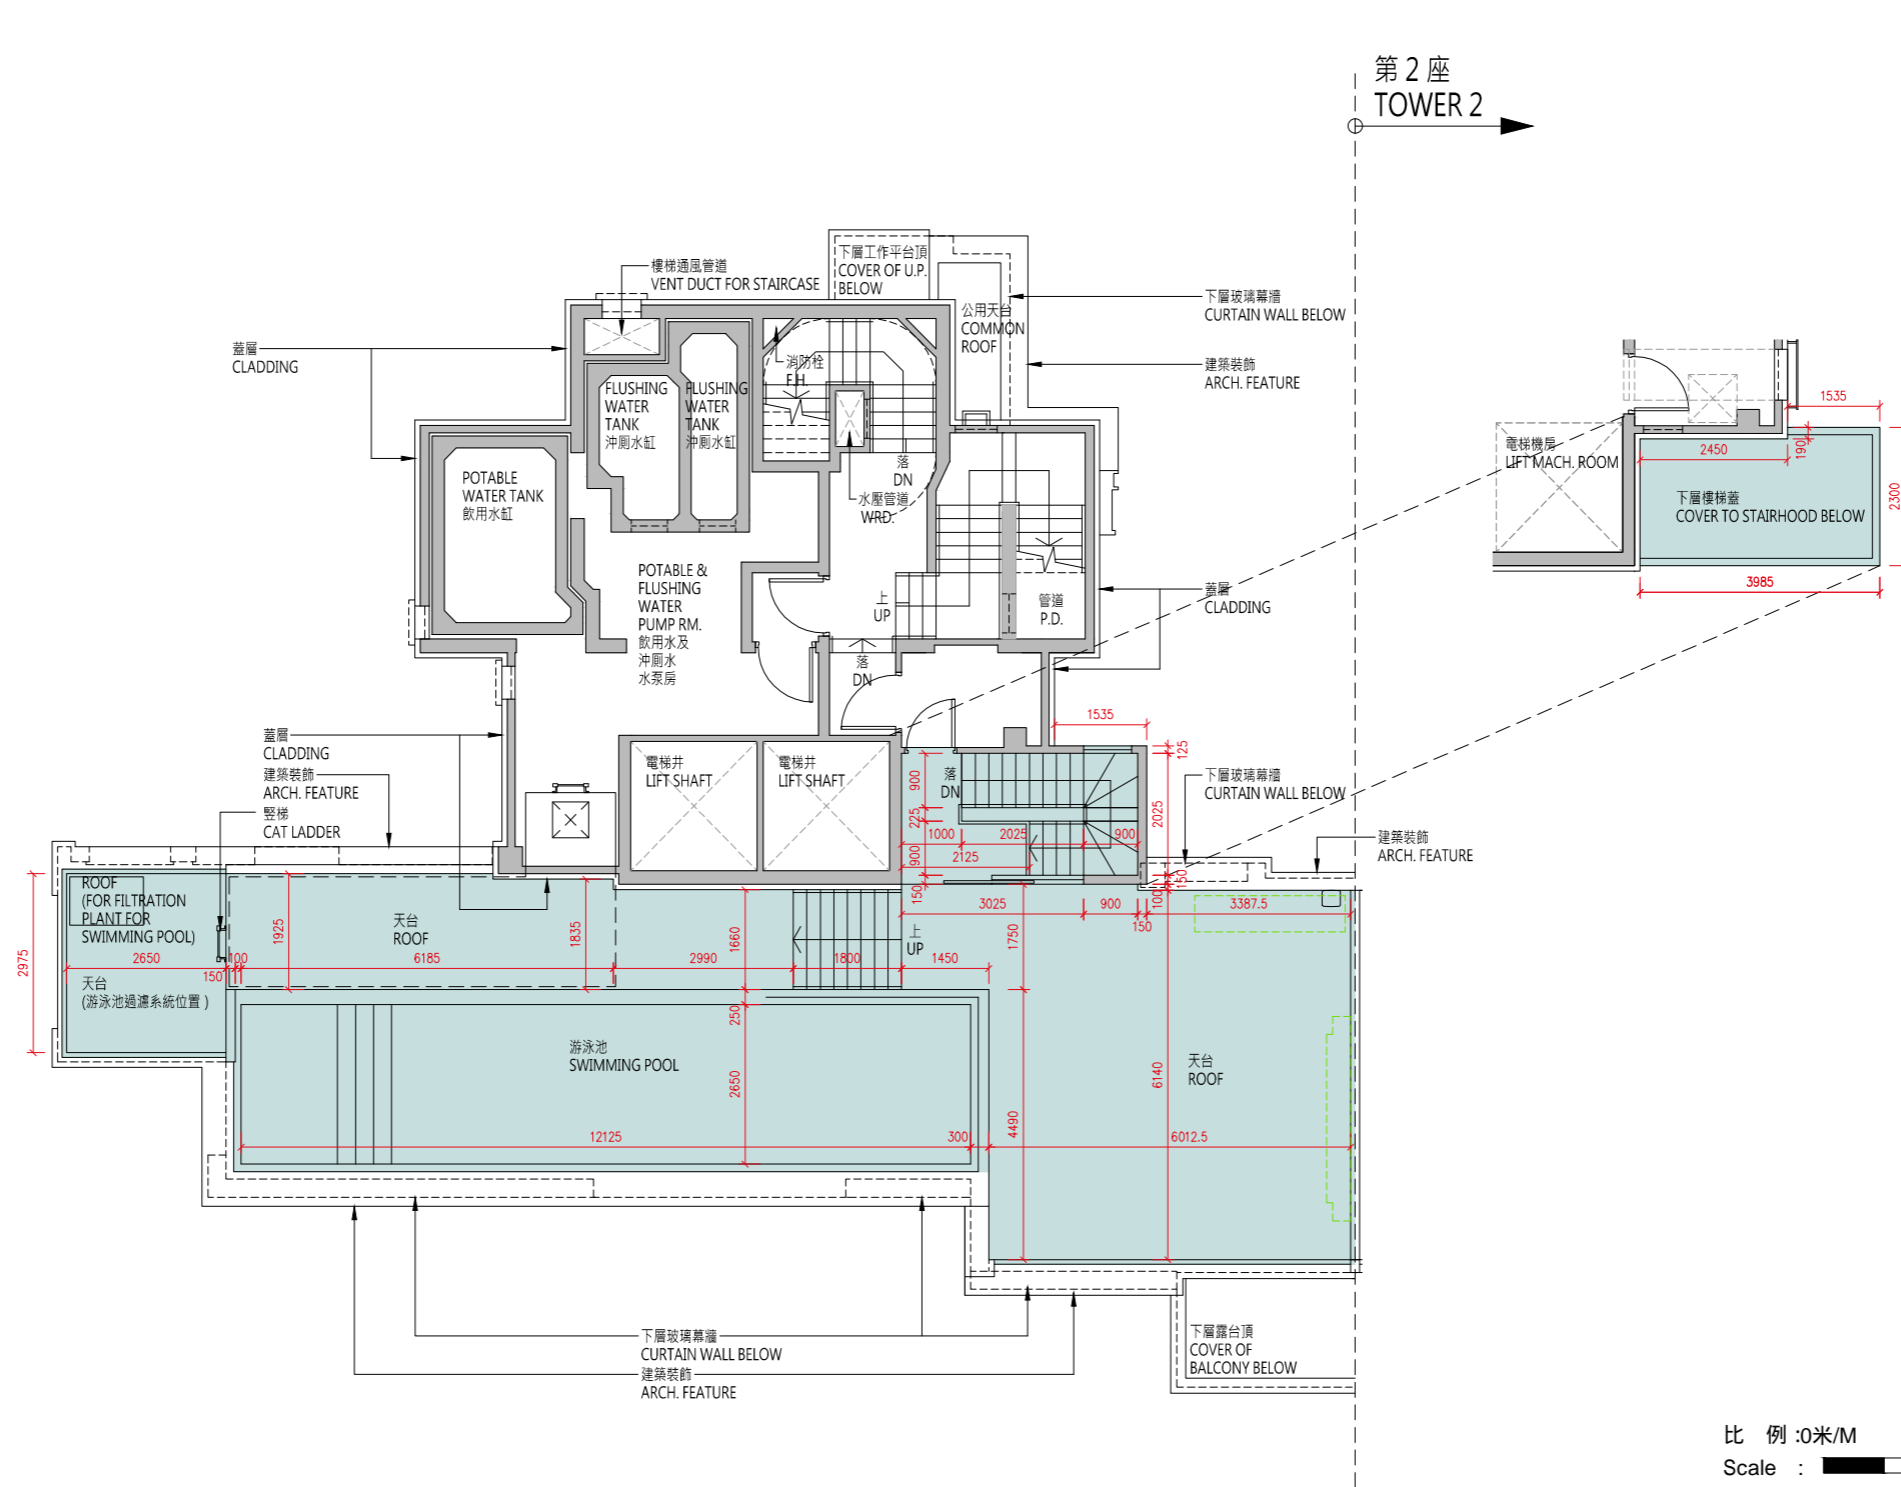 第 2 座
TOWER 2
下層工作平台頂
COVER OF U.P.
BELOW
樓梯通風管道
VENT DUCT FOR STAIRCASE
公用天台
COMMON
ROOF
下層玻璃幕牆
CURTAIN WALL BELOW
蓋層
CLADDING
消防栓
F.H.
建築裝飾
ARCH. FEATURE
FLUSHING
WATER
TANK
沖厠水缸
FLUSHING
WATER
TANK
沖厠水缸
1535
190
2450
電梯機房
LIFT MACH. ROOM
下層樓梯蓋
COVER TO STAIRHOOD BELOW
2300
3985
POTABLE
WATER TANK
飲用水缸
落
DN
水壓管道
WRD.
POTABLE &
FLUSHING
WATER
PUMP RM.
飲用水及
沖厠水
水泵房
上
UP
管道
P.D.
蓋層
CLADDING
落
DN
1535
125
蓋層
CLADDING
建築裝飾
ARCH. FEATURE
豎梯
CAT LADDER
電梯井
LIFT SHAFT
電梯井
LIFT SHAFT
落
DN
900
225
900
150
1000
2025
900
2125
2025
150
100
下層玻璃幕牆
CURTAIN WALL BELOW
建築裝飾
ARCH. FEATURE
ROOF
(FOR FILTRATION
PLANT FOR
SWIMMING POOL)
天台
ROOF
1925
1835
1660
上
UP
3025
900
150
3387.5
1750
2975
2650
150
100
6185
2990
1800
1450
天台
(游泳池過濾系統位置 )
250
游泳池
SWIMMING POOL
2650
天台
ROOF
6140
4490
12125
300
6012.5
下層玻璃幕牆
CURTAIN WALL BELOW
建築裝飾
ARCH. FEATURE
下層露台頂
COVER OF
BALCONY BELOW
比 例 :0米/M
Scale :